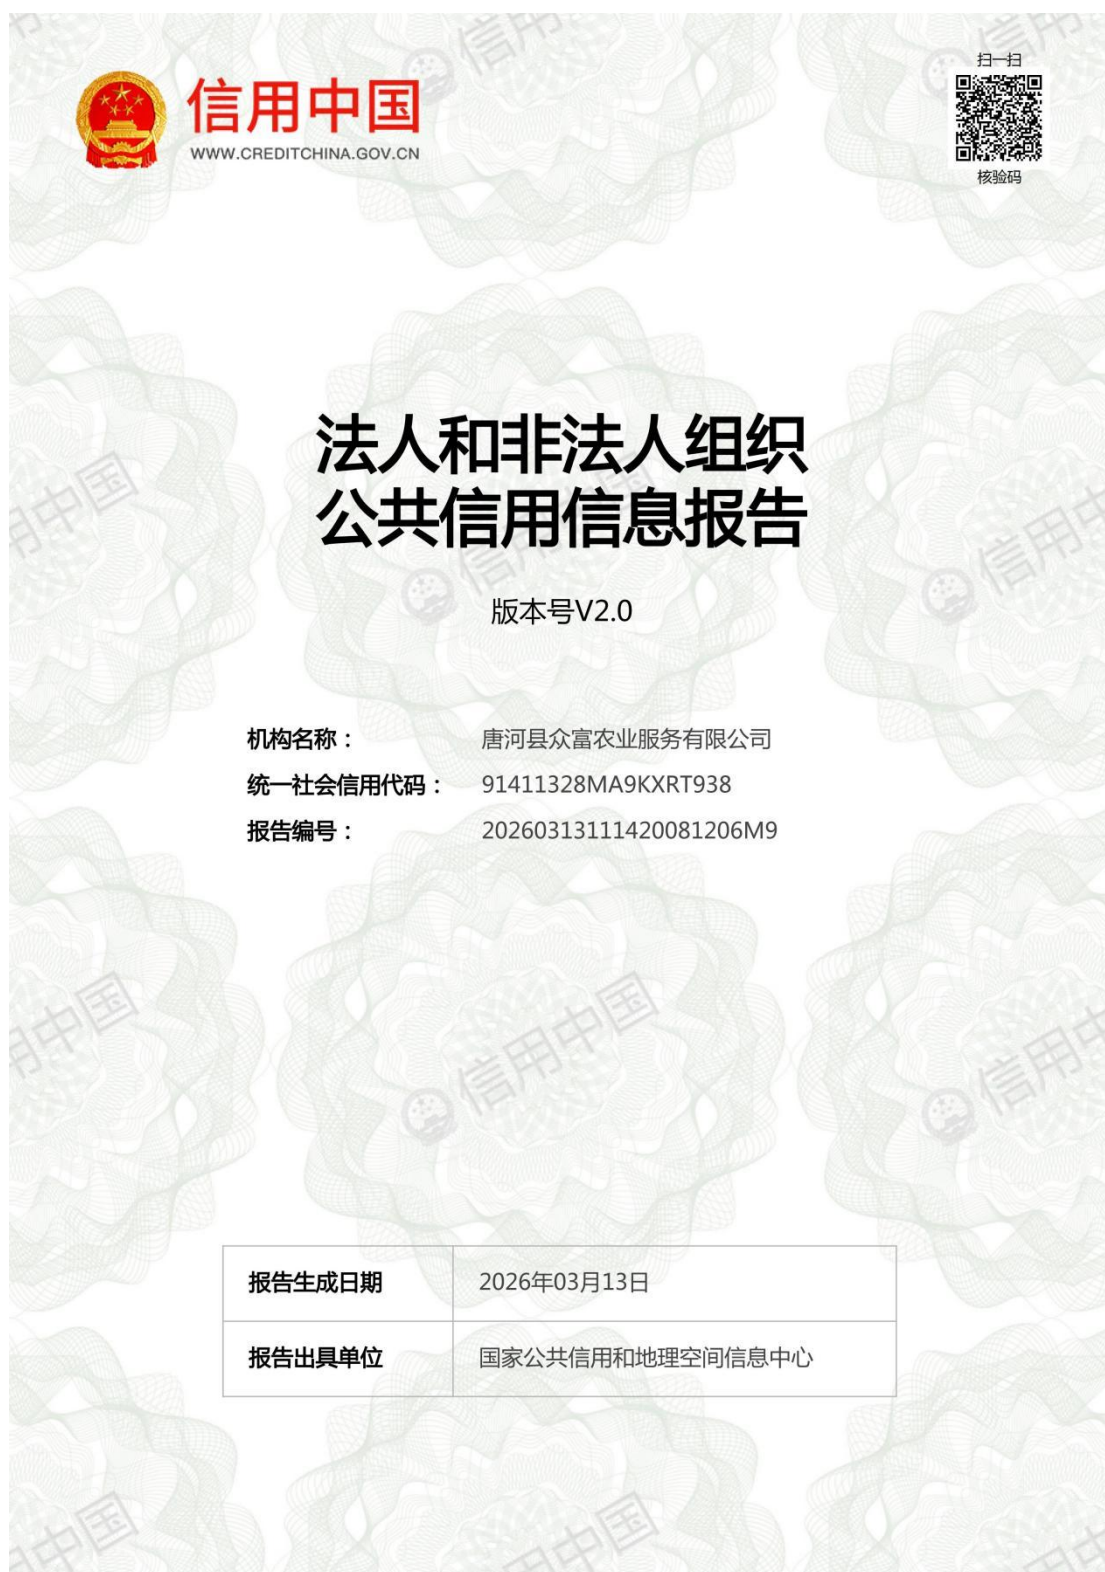 信用中国
WWW.CREDITCHINA.GOV.CN
扫一扫
核验码
法人和非法人组织
公共信用信息报告
版本号V2.0
机构名称： 唐河县众富农业服务有限公司
统一社会信用代码： 91411328MA9KXRT938
报告编号： 20260313111420081206M9
报告生成日期 2026年03月13日
报告出具单位 国家公共信用和地理空间信息中心